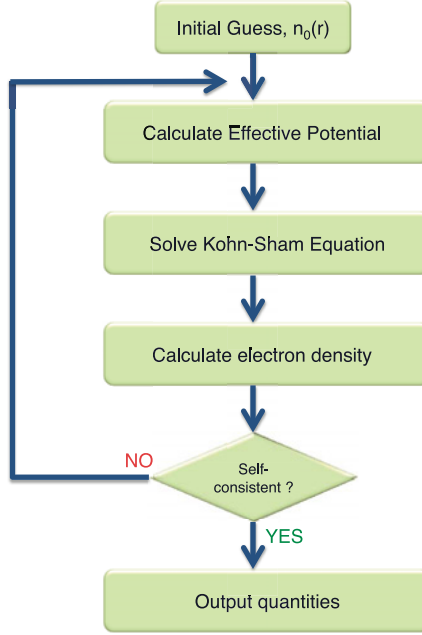 Initial Guess, n₀(r)
Calculate Effective Potential
Solve Kohn-Sham Equation
Calculate electron density
NO
Self-
consistent ?
YES
Output quantities